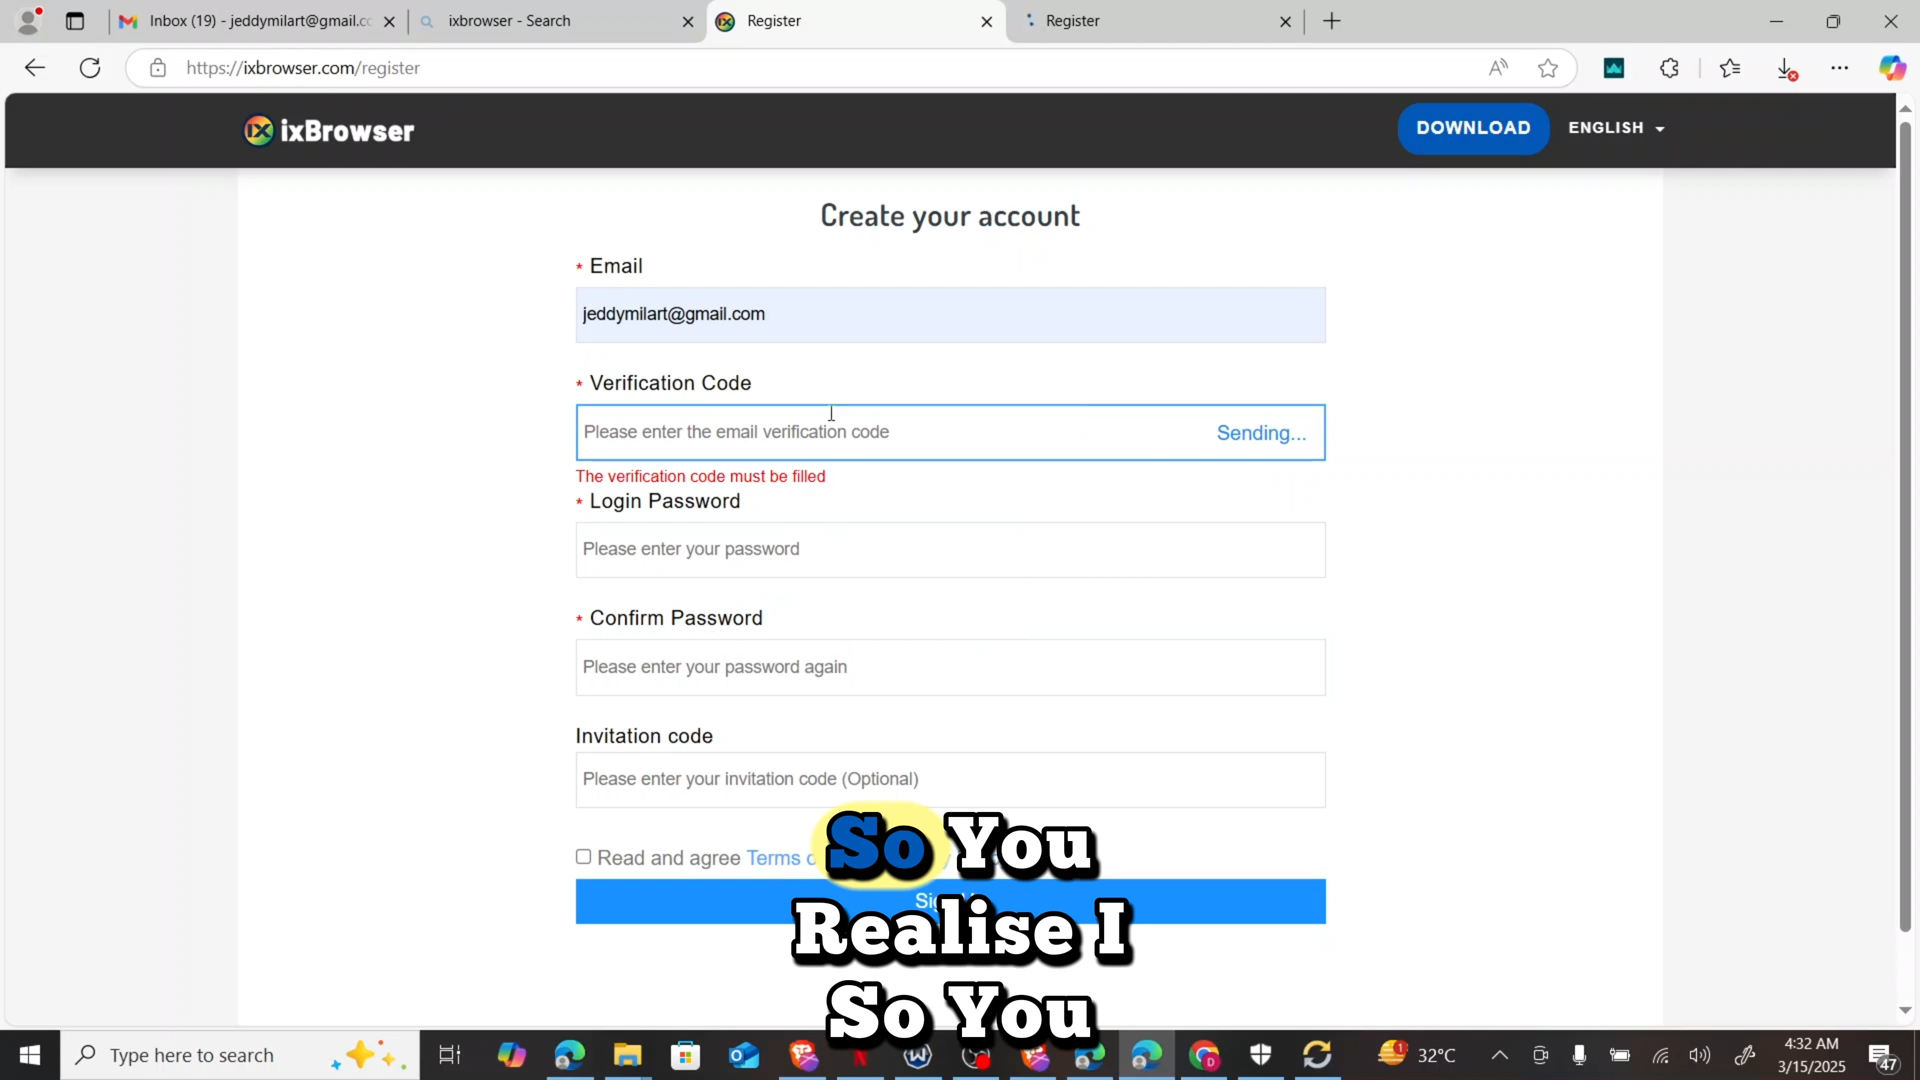 Inbox (19) - jeddymilart@gmail.cc
ixbrowser - Search
Register
Register
https://ixbrowser.com/register
ixBrowser
DOWNLOAD
ENGLISH
Create your account
* Email
jeddymilart@gmail.com
* Verification Code
Please enter the email verification code
Sending...
The verification code must be filled
* Login Password
Please enter your password
* Confirm Password
Please enter your password again
Invitation code
Please enter your invitation code (Optional)
Read and agree Terms
So You
Realise I
So You
Type here to search
32°C
4:32 AM
3/15/2025
47